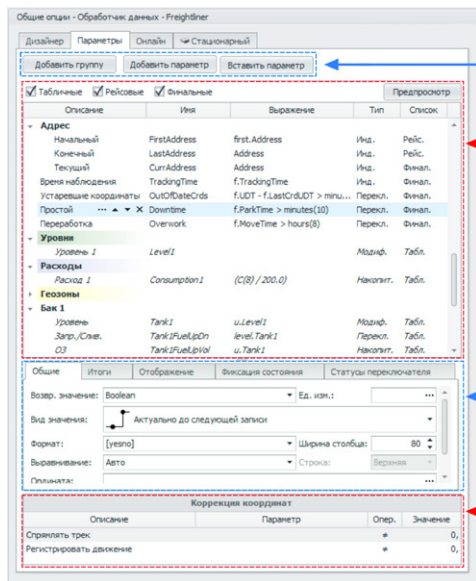 Общие опции - Обработчик данных - Freightliner
Дизайнер Параметры Онлайн Стационарный
Добавить группу Добавить параметр Вставить параметр
Табличные Рейсовые Финальные Предпросмотр
Описание Имя Выражение Тип Список
Адрес
Начальный FirstAddress first.Address Инд. Рейс.
Конечный LastAddress Address Инд. Рейс.
Текущий CurrAddress Address Инд. Финал.
Время наблюдения TrackingTime f.TrackingTime Инд. Финал.
Устаревшие координаты OutOfDateCrds f.UDT - f.LastCrdUDT > minu... Перекл. Финал.
Простой ... Downtime f.ParkTime > minutes(10) Перекл. Финал.
Переработка Overwork f.MoveTime > hours(8) Перекл. Финал.
Уровни
Уровень 1 Level1 Модиф. Табл.
Расходы
Расход 1 Consumption1 (C(8) / 200.0) Накопит. Табл.
Геозоны
Бак 1
Уровень Tank1 u.Level1 Модиф. Табл.
Запр./Слив. Tank1FuelUpDn level.Tank1 Перекл. Табл.
ОЗ Tank1FuelUpVol u.Tank1 Накопит. Табл.
Общие Итоги Отображение Фиксация состояния Статусы переключателя
Возвр. значение: Boolean Ед. изм.: ...
Вид значения: Актуально до следующей записи
Формат: [yesno] Ширина столбца: 80
Выравнивание: Авто Строка: Верхняя
Ордината: ...
Коррекция координат
Описание Параметр Опер. Значение
Спрямлять трек ≠ 0,
Регистрировать движение ≠ 0,